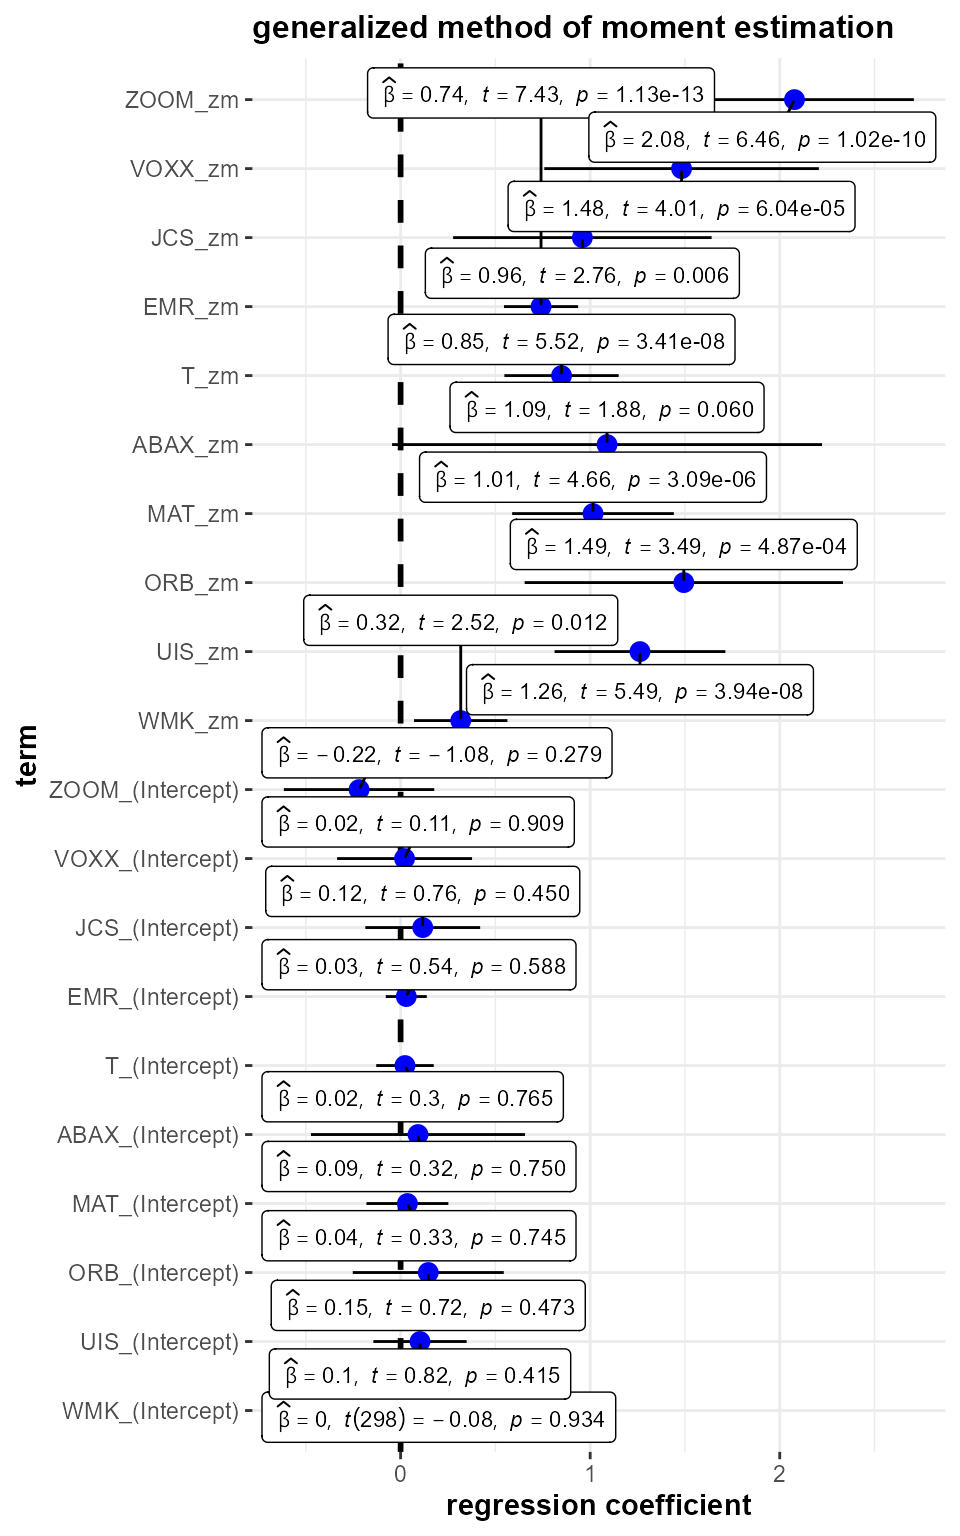 generalized method of moment estimation
ZOOM_zm
β̂ = 0.74, t = 7.43, p = 1.13e-13
β̂ = 2.08, t = 6.46, p = 1.02e-10
VOXX_zm
β̂ = 1.48, t = 4.01, p = 6.04e-05
JCS_zm
β̂ = 0.96, t = 2.76, p = 0.006
EMR_zm
β̂ = 0.85, t = 5.52, p = 3.41e-08
T_zm
β̂ = 1.09, t = 1.88, p = 0.060
ABAX_zm
β̂ = 1.01, t = 4.66, p = 3.09e-06
MAT_zm
β̂ = 1.49, t = 3.49, p = 4.87e-04
ORB_zm
β̂ = 0.32, t = 2.52, p = 0.012
UIS_zm
β̂ = 1.26, t = 5.49, p = 3.94e-08
WMK_zm
β̂ = −0.22, t = −1.08, p = 0.279
ZOOM_(Intercept)
β̂ = 0.02, t = 0.11, p = 0.909
VOXX_(Intercept)
β̂ = 0.12, t = 0.76, p = 0.450
JCS_(Intercept)
β̂ = 0.03, t = 0.54, p = 0.588
EMR_(Intercept)
T_(Intercept)
β̂ = 0.02, t = 0.3, p = 0.765
ABAX_(Intercept)
β̂ = 0.09, t = 0.32, p = 0.750
MAT_(Intercept)
β̂ = 0.04, t = 0.33, p = 0.745
ORB_(Intercept)
β̂ = 0.15, t = 0.72, p = 0.473
UIS_(Intercept)
β̂ = 0.1, t = 0.82, p = 0.415
WMK_(Intercept)
β̂ = 0, t(298) = −0.08, p = 0.934
term
0 1 2
regression coefficient